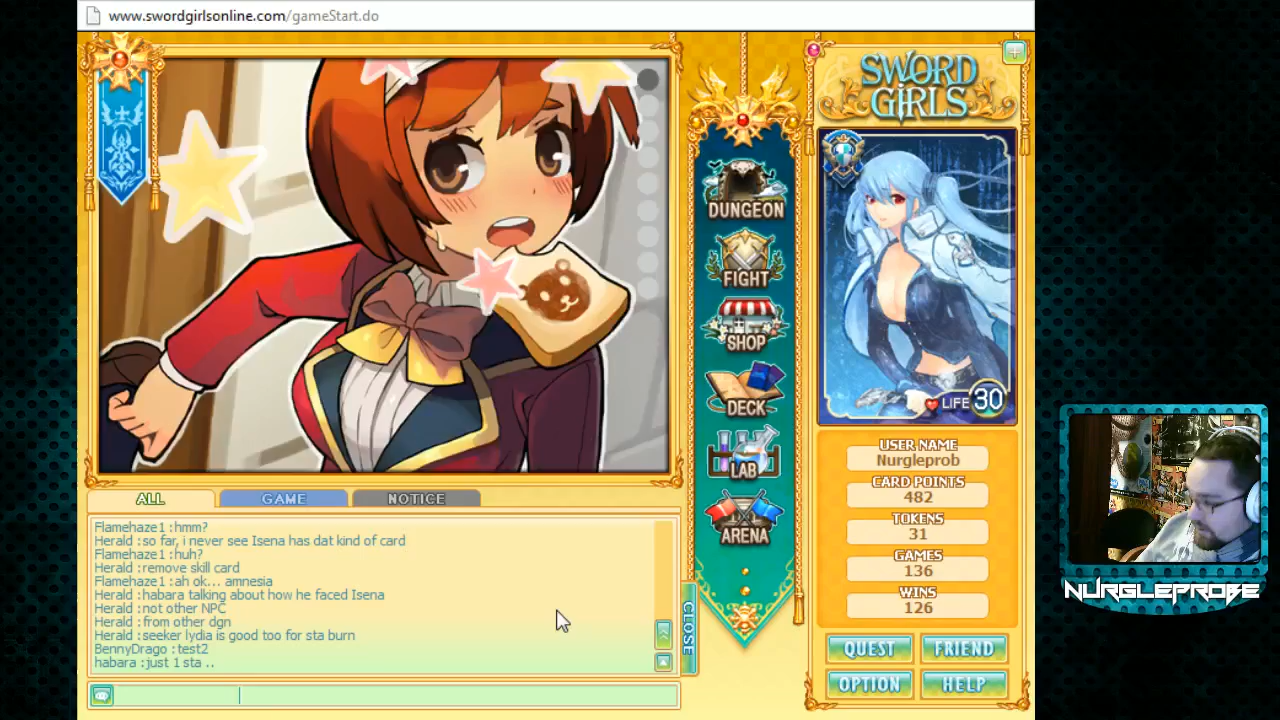 www.swordgirlsonline.com/gameStart.do
SWORD
GIRLS
DUNGEON
FIGHT
SHOP
DECK
LAB
ARENA
LIFE 30
USER NAME
Nurgleprob
CARD POINTS
482
TOKENS
31
GAMES
136
WINS
126
QUEST
FRIEND
OPTION
HELP
ALL
GAME
NOTICE
Flamehaze1 :hmm?
Herald :so far, i never see Isena has dat kind of card
Flamehaze1 :huh?
Herald :remove skill card
Flamehaze1 :ah ok... amnesia
Herald :habara talking about how he faced Isena
Herald :not other NPC
Herald :from other dgn
Herald :seeker lydia is good too for sta burn
BennyDrago :test2
habara :just 1 sta ..
CLOSE
NURGLEPROBE